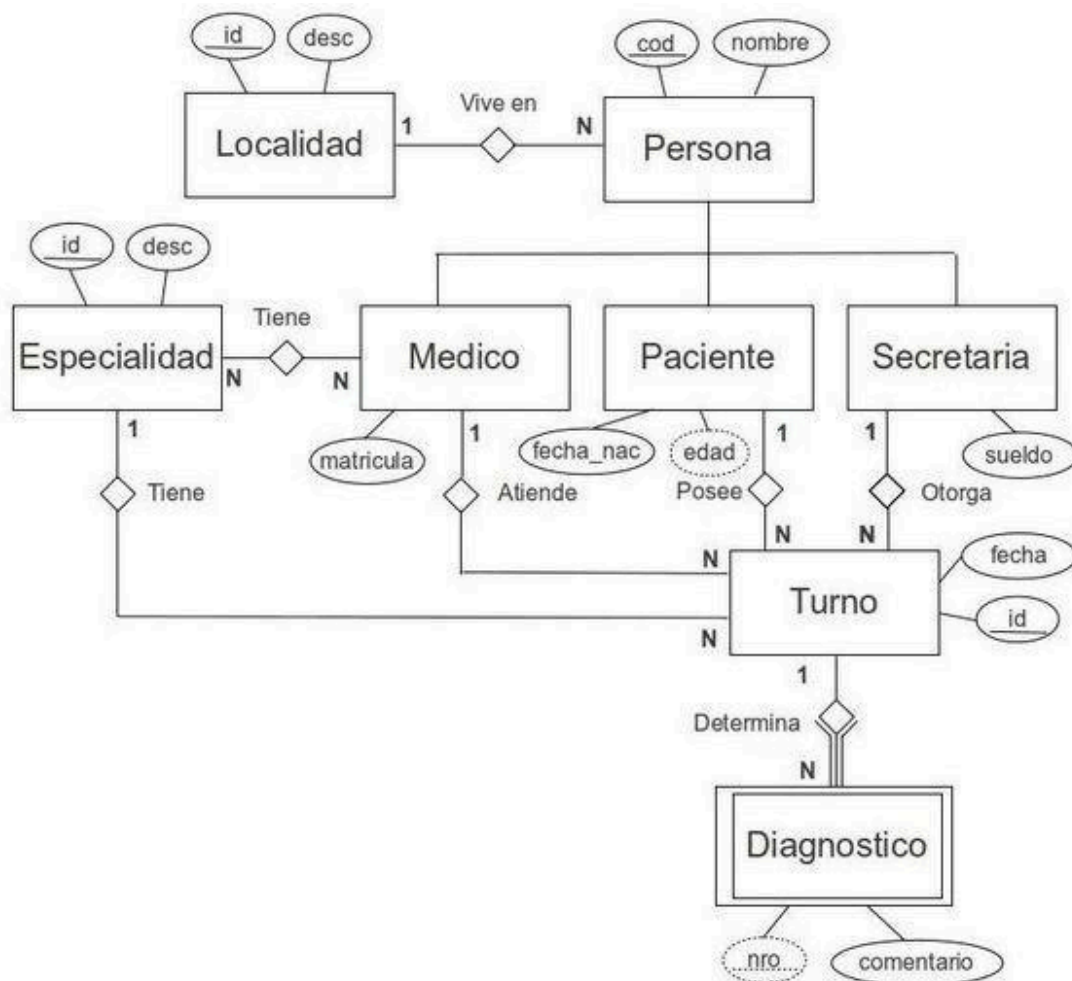 id
desc
cod
nombre
Localidad
1
Vive en
N
Persona
id
desc
Especialidad
Tiene
N
N
Medico
Paciente
Secretaria
1
Tiene
matricula
1
Atiende
fecha_nac
edad
1
Posee
1
Otorga
sueldo
N
N
N
N
Turno
fecha
id
1
Determina
N
Diagnostico
nro
comentario